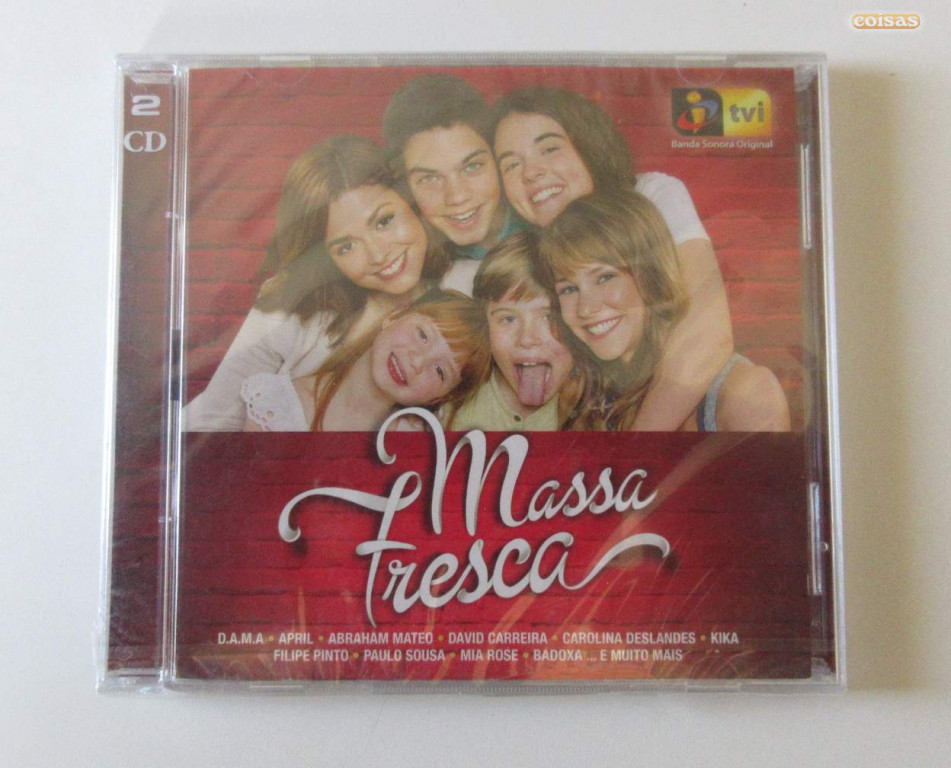 coisas
2
CD
tvi
Banda Sonora Original
Massa
Fresca
D.A.M.A • APRIL • ABRAHAM MATEO • DAVID CARREIRA • CAROLINA DESLANDES • KIKA
FILIPE PINTO • PAULO SOUSA • MIA ROSE • BADOXA ... E MUITO MAIS